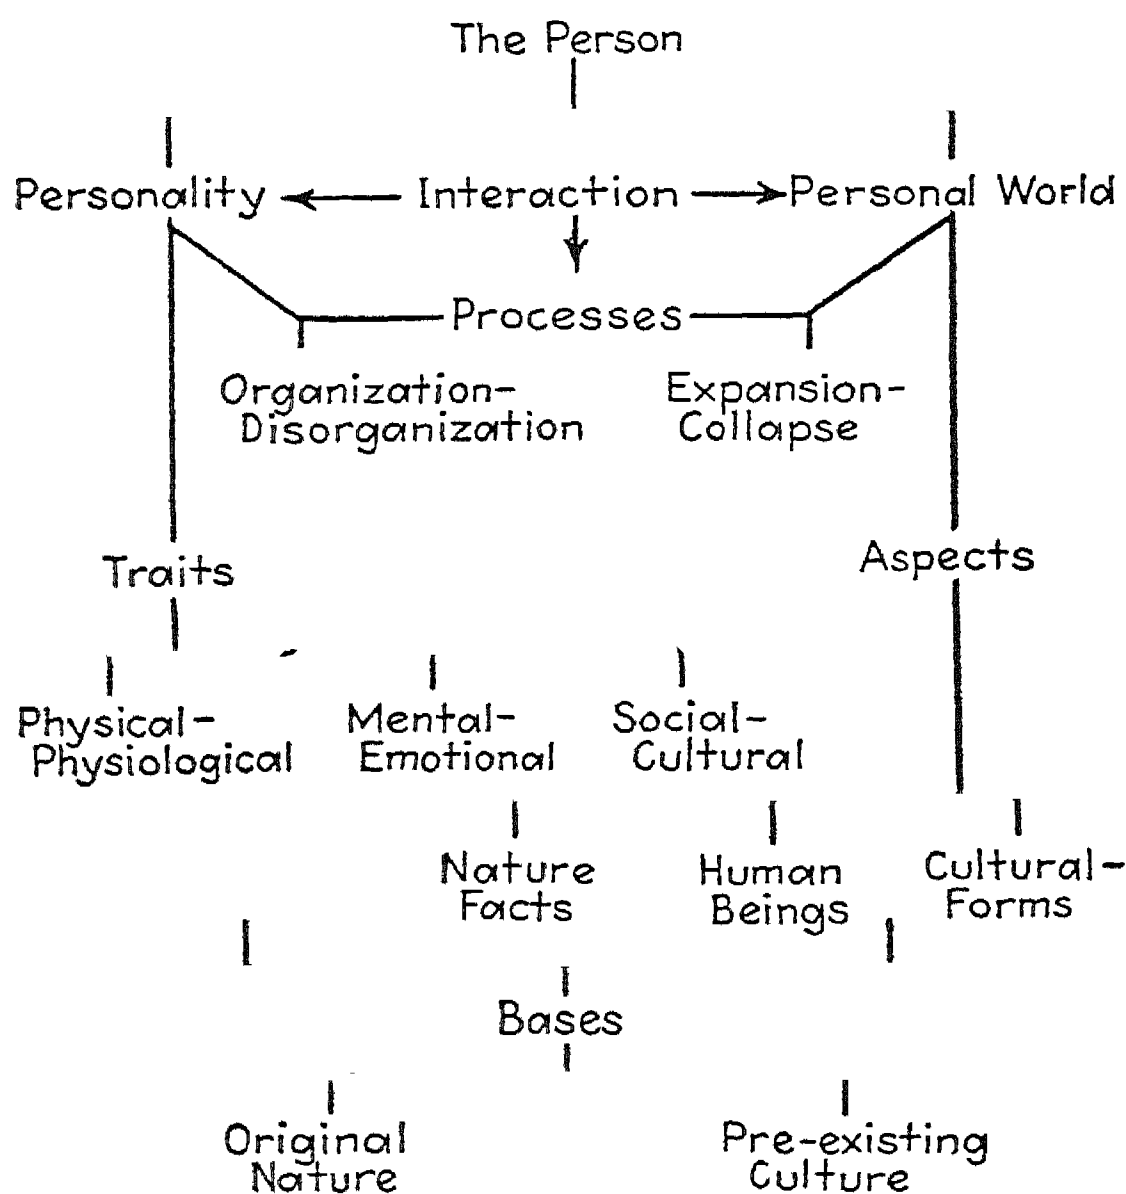 The Person
Personality Interaction Personal World
Processes
Organization- Expansion-
Disorganization Collapse
Traits Aspects
Physical- Mental- Social-
Physiological Emotional Cultural
Nature Human Cultural-
Facts Beings Forms
Bases
Original Pre-existing
Nature Culture